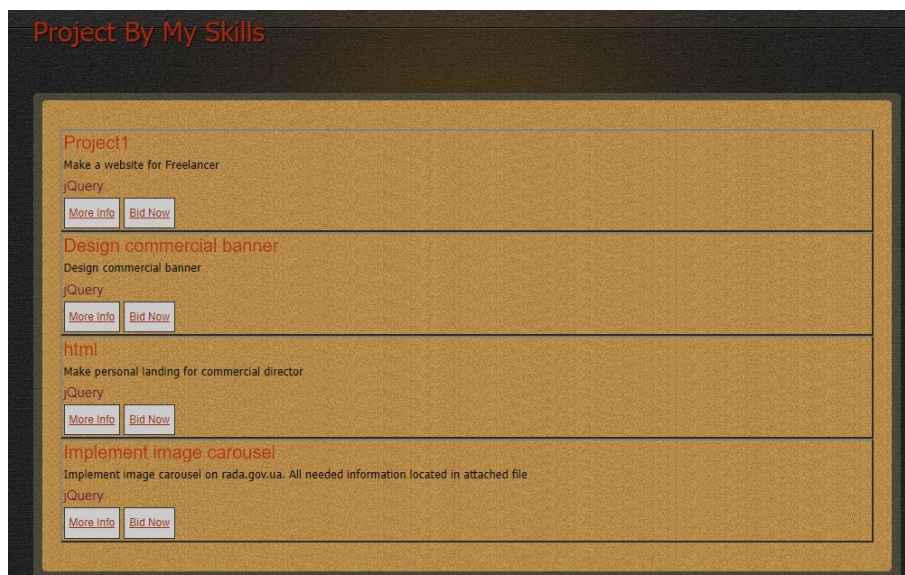 Project By My Skills
Project1
Make a website for Freelancer
jQuery
More Info Bid Now
Design commercial banner
Design commercial banner
jQuery
More Info Bid Now
html
Make personal landing for commercial director
jQuery
More Info Bid Now
Implement image carousel
Implement image carousel on rada.gov.ua. All needed information located in attached file
jQuery
More Info Bid Now